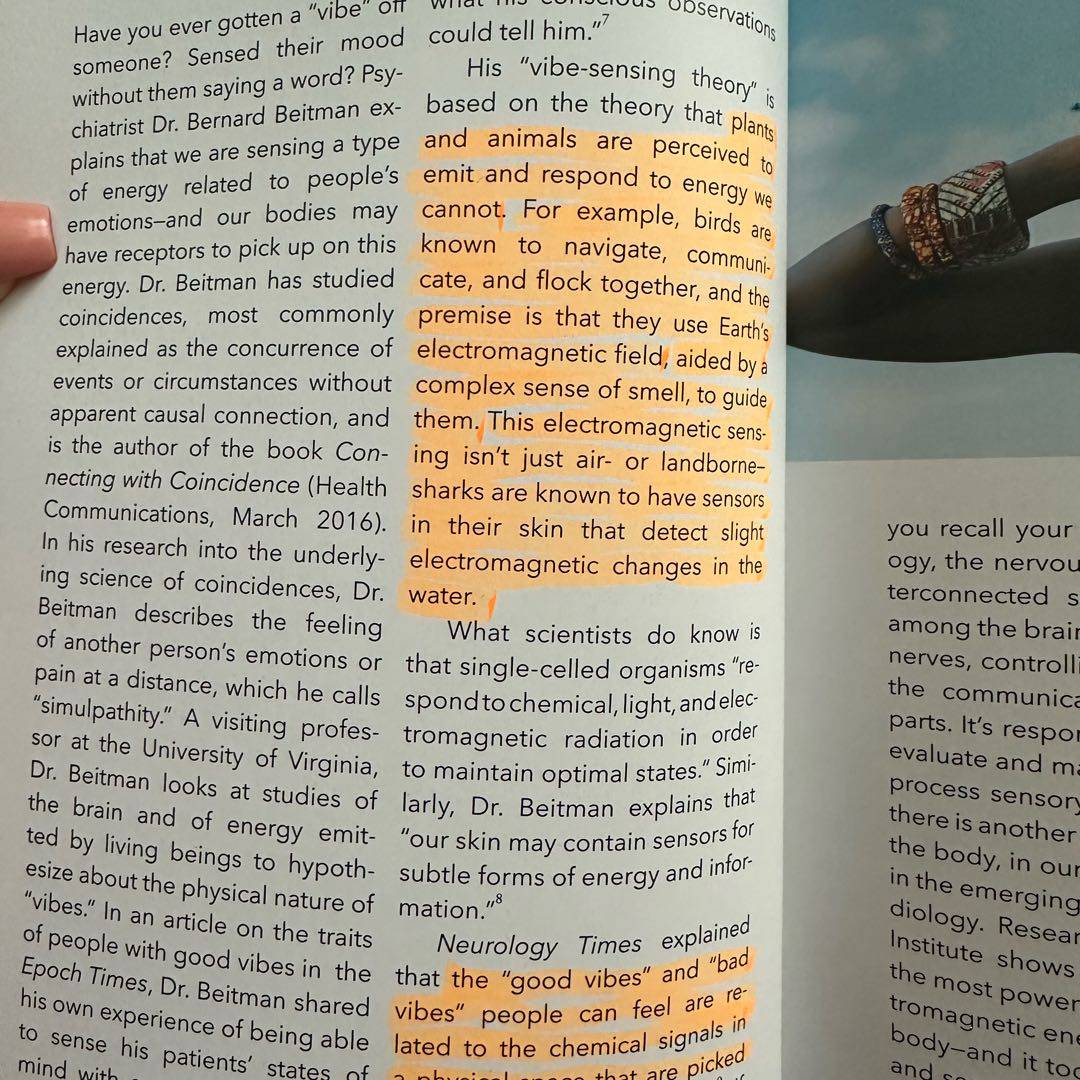 Have you ever gotten a “vibe” off
someone? Sensed their mood
without them saying a word? Psy-
chiatrist Dr. Bernard Beitman ex-
plains that we are sensing a type
of energy related to people’s
emotions—and our bodies may
have receptors to pick up on this
energy. Dr. Beitman has studied
coincidences, most commonly
explained as the concurrence of
events or circumstances without
apparent causal connection, and
is the author of the book Con-
necting with Coincidence (Health
Communications, March 2016).
In his research into the underly-
ing science of coincidences, Dr.
Beitman describes the feeling
of another person’s emotions or
pain at a distance, which he calls
“simulpathity.” A visiting profes-
sor at the University of Virginia,
Dr. Beitman looks at studies of
the brain and of energy emit-
ted by living beings to hypoth-
esize about the physical nature of
“vibes.” In an article on the traits
of people with good vibes in the
Epoch Times, Dr. Beitman shared
his own experience of being able
to sense his patients’ states of
mind with
what his conscious observations
could tell him.”7
His “vibe-sensing theory” is
based on the theory that plants
and animals are perceived to
emit and respond to energy we
cannot. For example, birds are
known to navigate, communi-
cate, and flock together, and the
premise is that they use Earth’s
electromagnetic field, aided by a
complex sense of smell, to guide
them. This electromagnetic sens-
ing isn’t just air- or landborne—
sharks are known to have sensors
in their skin that detect slight
electromagnetic changes in the
water.
What scientists do know is
that single-celled organisms “re-
spond to chemical, light, and elec-
tromagnetic radiation in order
to maintain optimal states.” Simi-
larly, Dr. Beitman explains that
“our skin may contain sensors for
subtle forms of energy and infor-
mation.”8
Neurology Times explained
that the “good vibes” and “bad
vibes” people can feel are re-
lated to the chemical signals in
a physical space that are picked
you recall your
ogy, the nervou
terconnected s
among the brain
nerves, controlli
the communica
parts. It’s respon
evaluate and ma
process sensory
there is another
the body, in our
in the emerging
diology. Resear
Institute shows
the most power
tromagnetic ene
body—and it too
and se